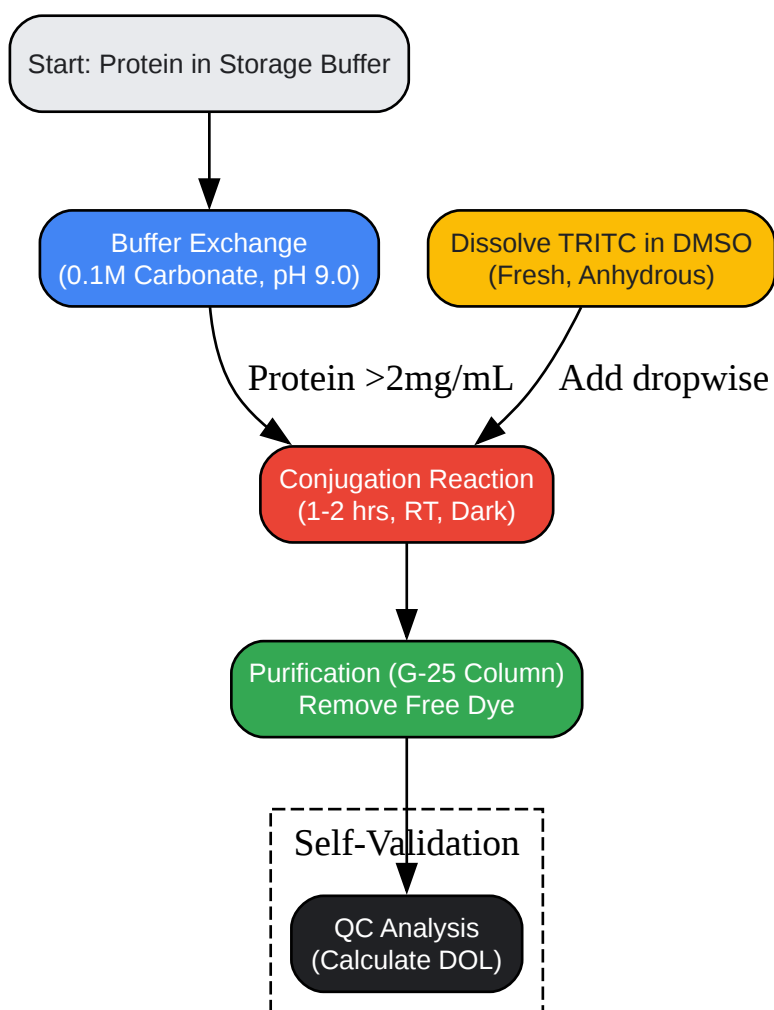 Start: Protein in Storage Buffer
Buffer Exchange
(0.1M Carbonate, pH 9.0)
Dissolve TRITC in DMSO
(Fresh, Anhydrous)
Protein >2mg/mL
Add dropwise
Conjugation Reaction
(1-2 hrs, RT, Dark)
Purification (G-25 Column)
Remove Free Dye
Self-Validation
QC Analysis
(Calculate DOL)